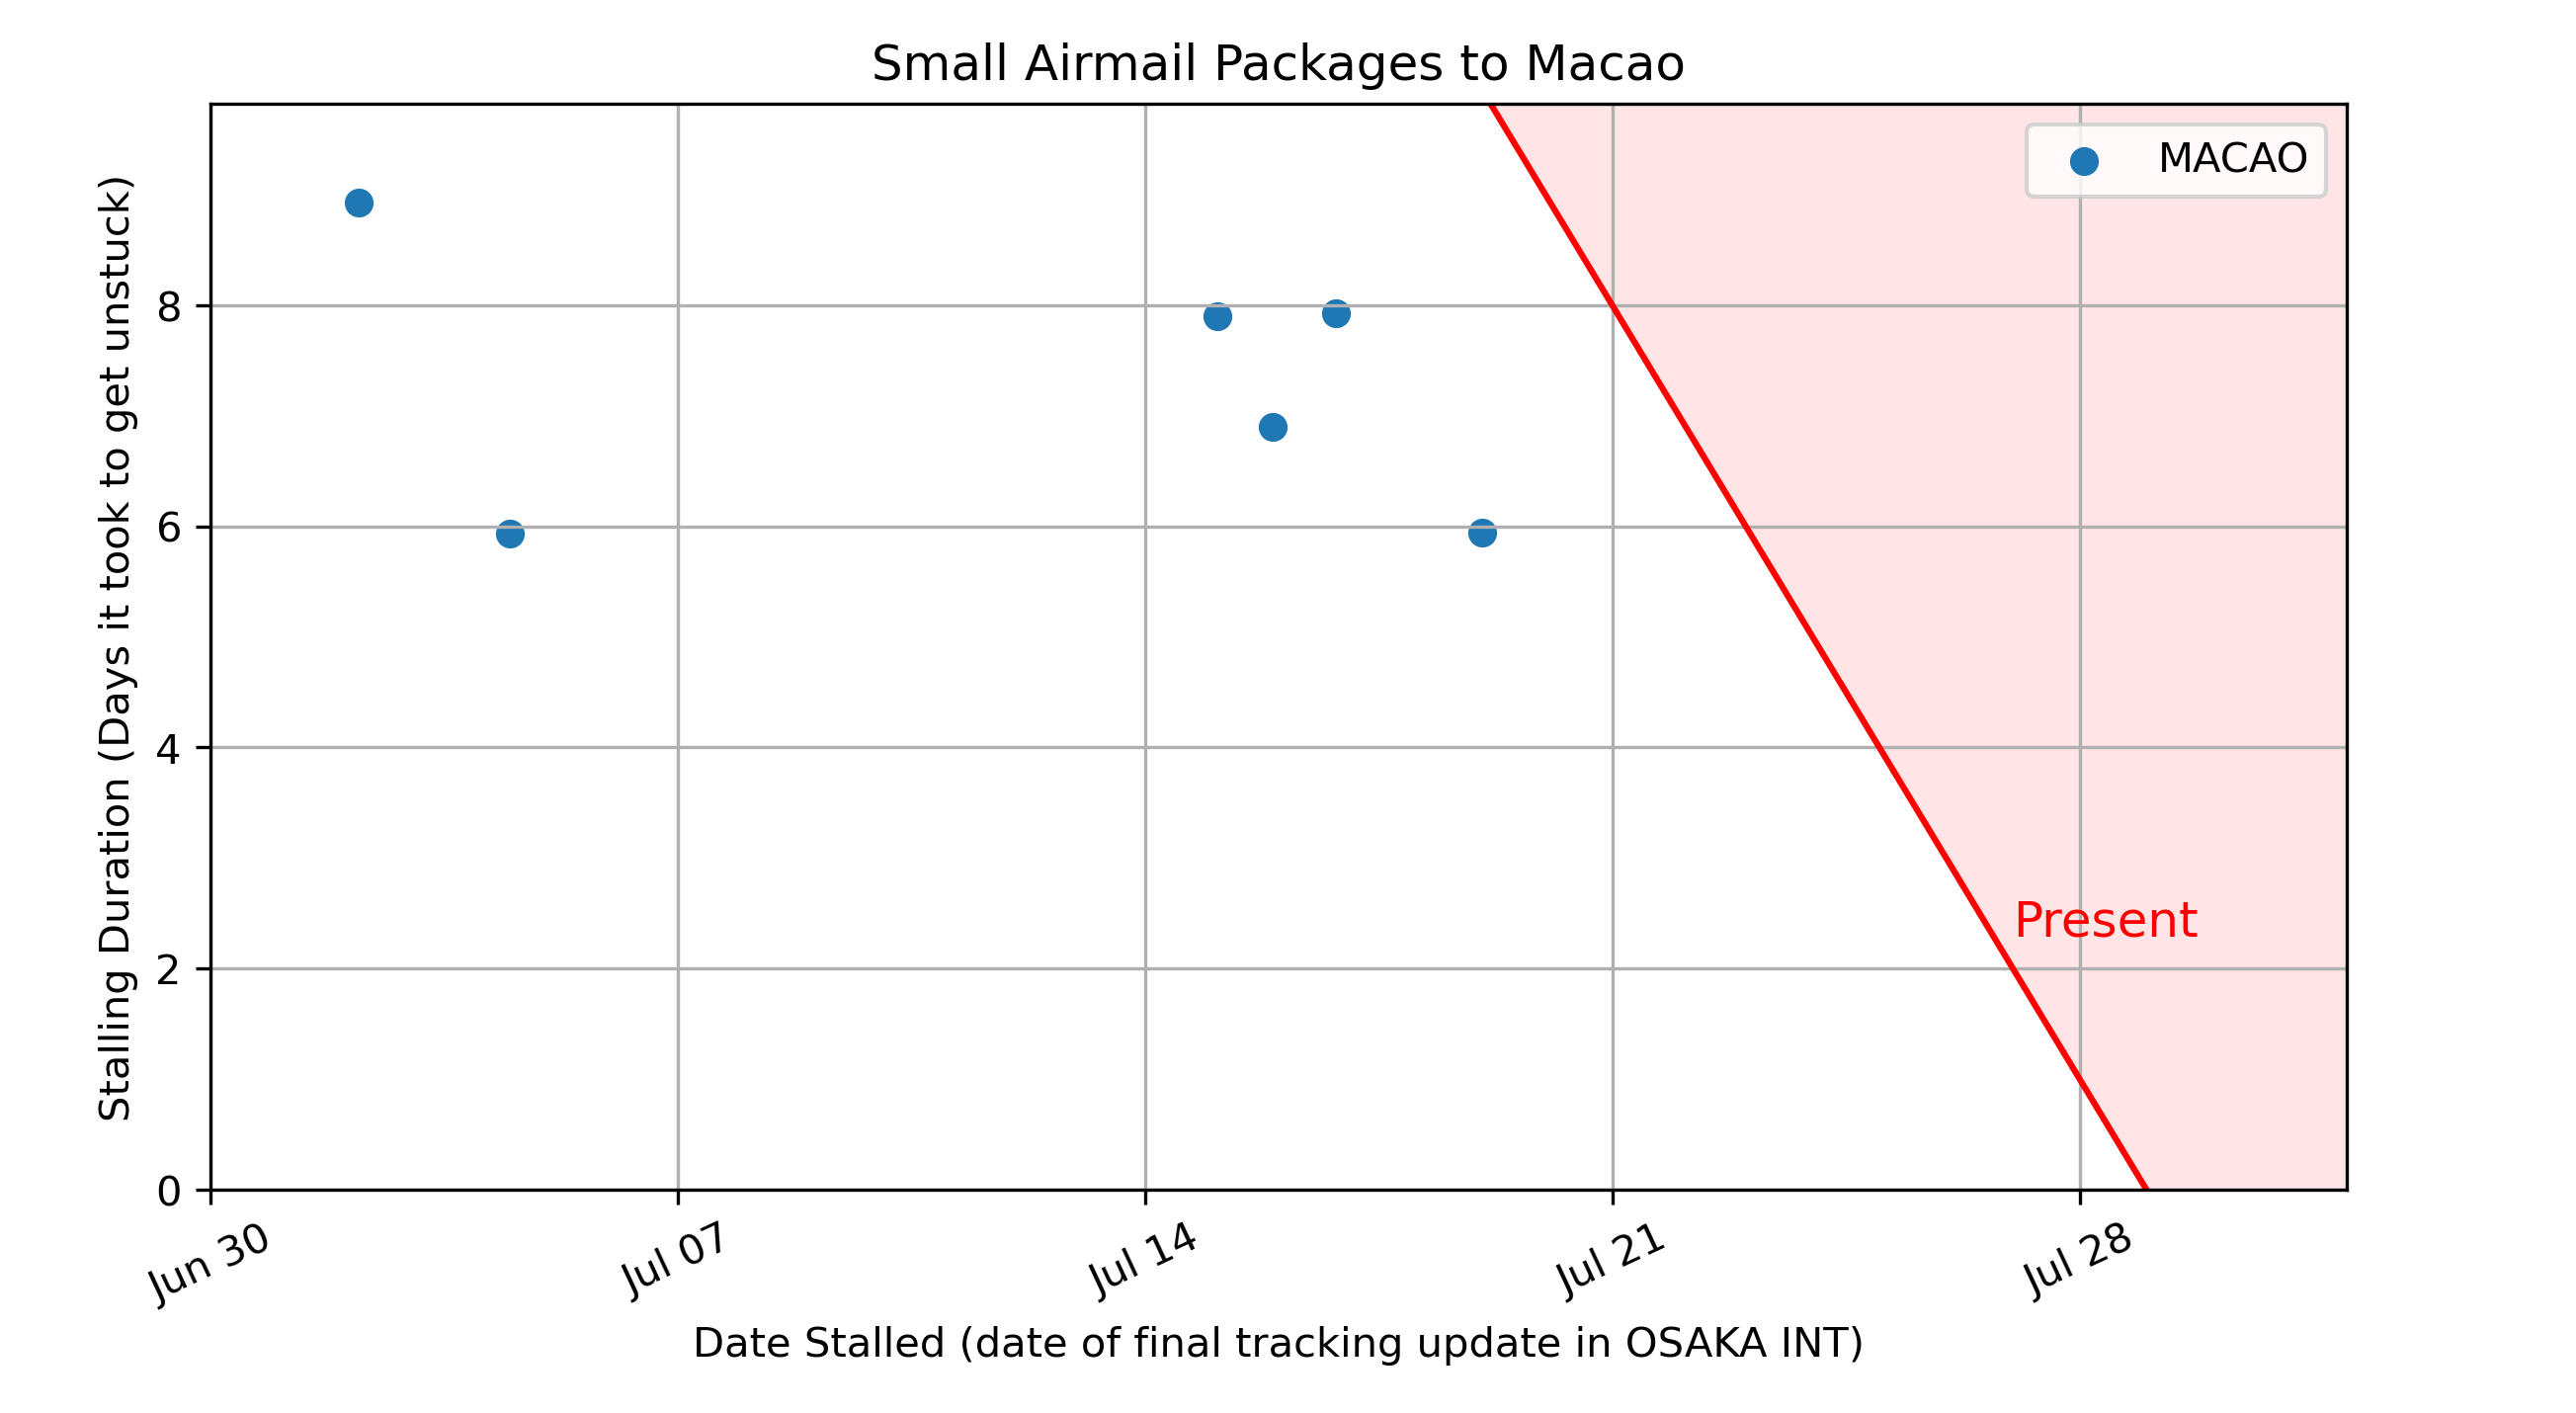 Small Airmail Packages to Macao
MACAO
Stalling Duration (Days it took to get unstuck)
8
6
4
2
0
Present
Jun 30
Jul 07
Jul 14
Jul 21
Jul 28
Date Stalled (date of final tracking update in OSAKA INT)